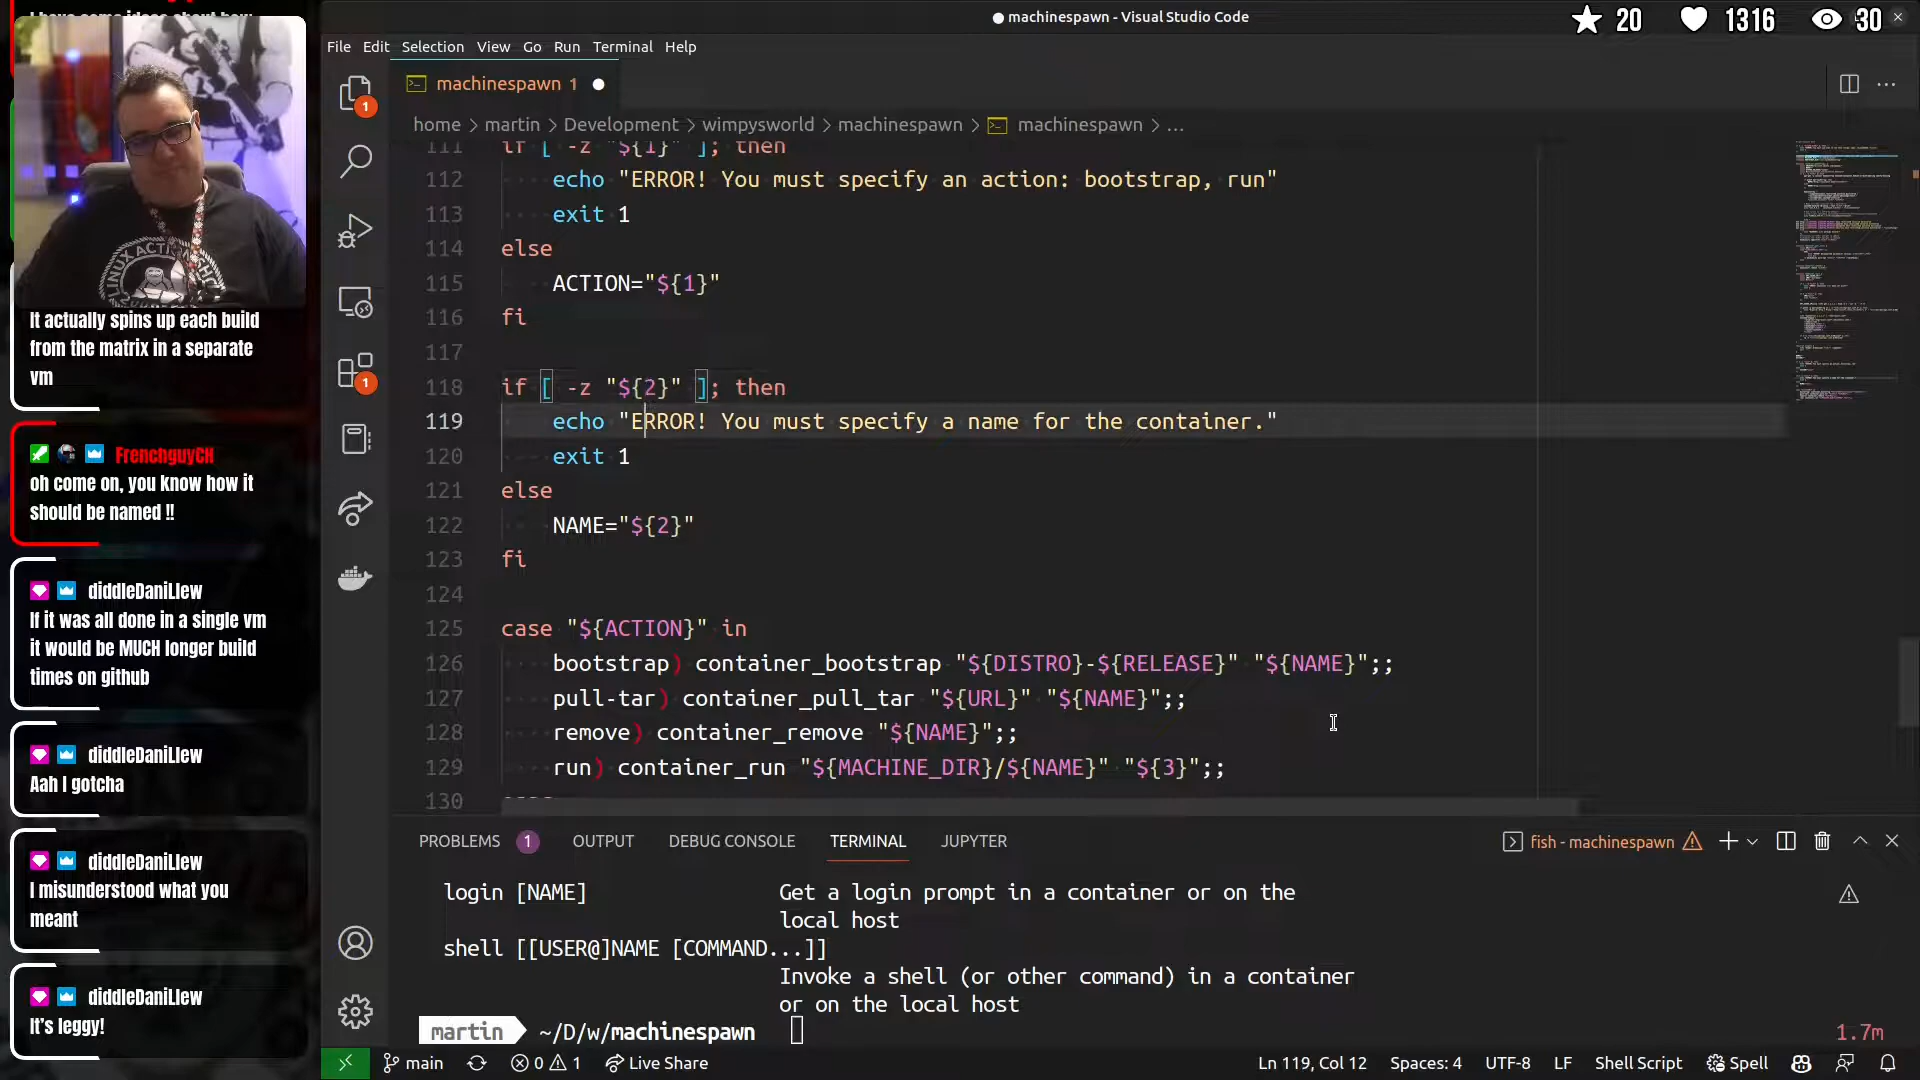 machinespawn - Visual Studio Code
20
1316
30
File Edit Selection View Go Run Terminal Help
machinespawn 1
home > martin > Development > wimpysworld > machinespawn > machinespawn > ...
111 if [ -z "${1}" ]; then
112 echo "ERROR! You must specify an action: bootstrap, run"
113 exit 1
114 else
115 ACTION="${1}"
116 fi
117
118 if [ -z "${2}" ]; then
119 echo "ERROR! You must specify a name for the container."
120 exit 1
121 else
122 NAME="${2}"
123 fi
124
125 case "${ACTION}" in
126 bootstrap) container_bootstrap "${DISTRO}-${RELEASE}" "${NAME}";;
127 pull-tar) container_pull_tar "${URL}" "${NAME}";;
128 remove) container_remove "${NAME}";;
129 run) container_run "${MACHINE_DIR}/${NAME}" "${3}";;
130
PROBLEMS 1 OUTPUT DEBUG CONSOLE TERMINAL JUPYTER
fish - machinespawn
login [NAME] Get a login prompt in a container or on the
local host
shell [[USER@]NAME [COMMAND...]]
Invoke a shell (or other command) in a container
or on the local host
martin ~/D/w/machinespawn
1.7m
main 0 1 Live Share Ln 119, Col 12 Spaces: 4 UTF-8 LF Shell Script Spell
1
1
LINUX ACTION SHOW
It actually spins up each build
from the matrix in a separate
vm
FrenchguyCH
oh come on, you know how it
should be named !!
diddleDaniLlew
If it was all done in a single vm
it would be MUCH longer build
times on github
diddleDaniLlew
Aah I gotcha
diddleDaniLlew
I misunderstood what you
meant
diddleDaniLlew
It's leggy!